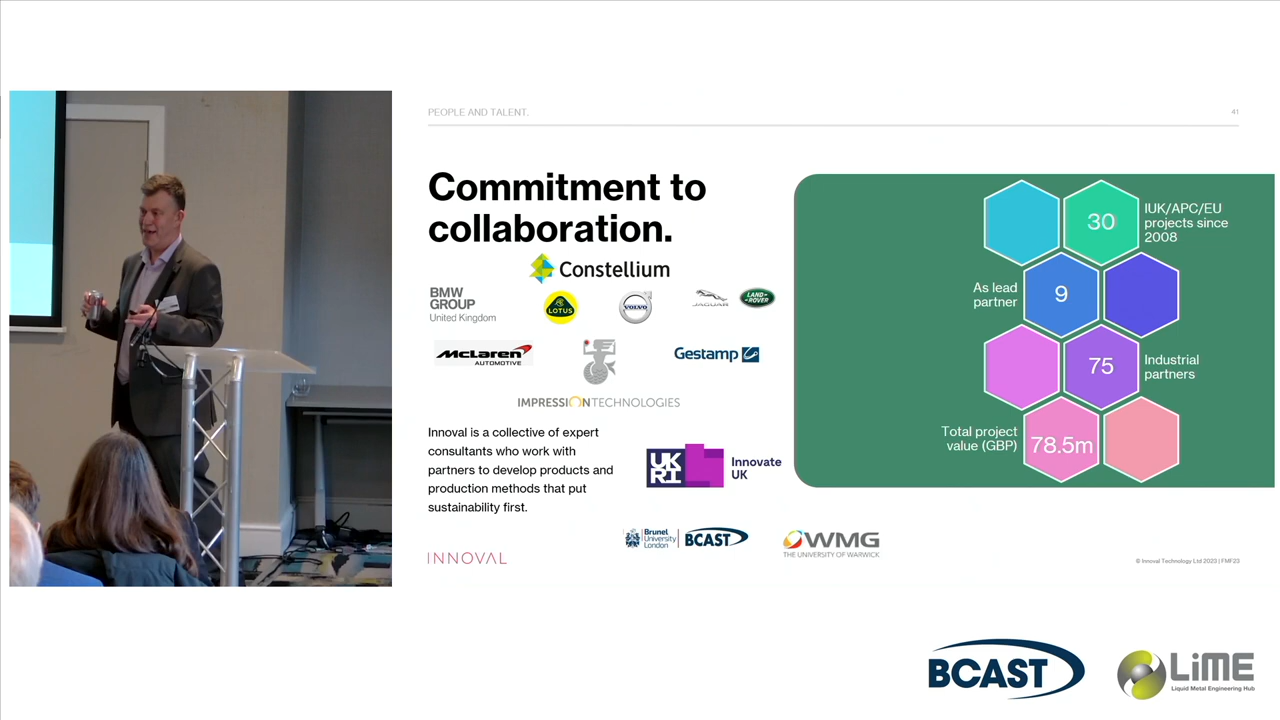 PEOPLE AND TALENT.
41
Commitment to
collaboration.
Constellium
BMW
GROUP
United Kingdom
LOTUS
VOLVO
JAGUAR
LAND-
ROVER
McLaren
AUTOMOTIVE
Gestamp
IMPRESSION TECHNOLOGIES
Innoval is a collective of expert
consultants who work with
partners to develop products and
production methods that put
sustainability first.
UK
RI
Innovate
UK
Brunel
University
London
BCAST
WMG
THE UNIVERSITY OF WARWICK
INNOVAL
30
IUK/APC/EU
projects since
2008
As lead
partner
9
75
Industrial
partners
Total project
value (GBP)
78.5m
© Innoval Technology Ltd 2023 | FMF23
BCAST
LiME
Liquid Metal Engineering Hub